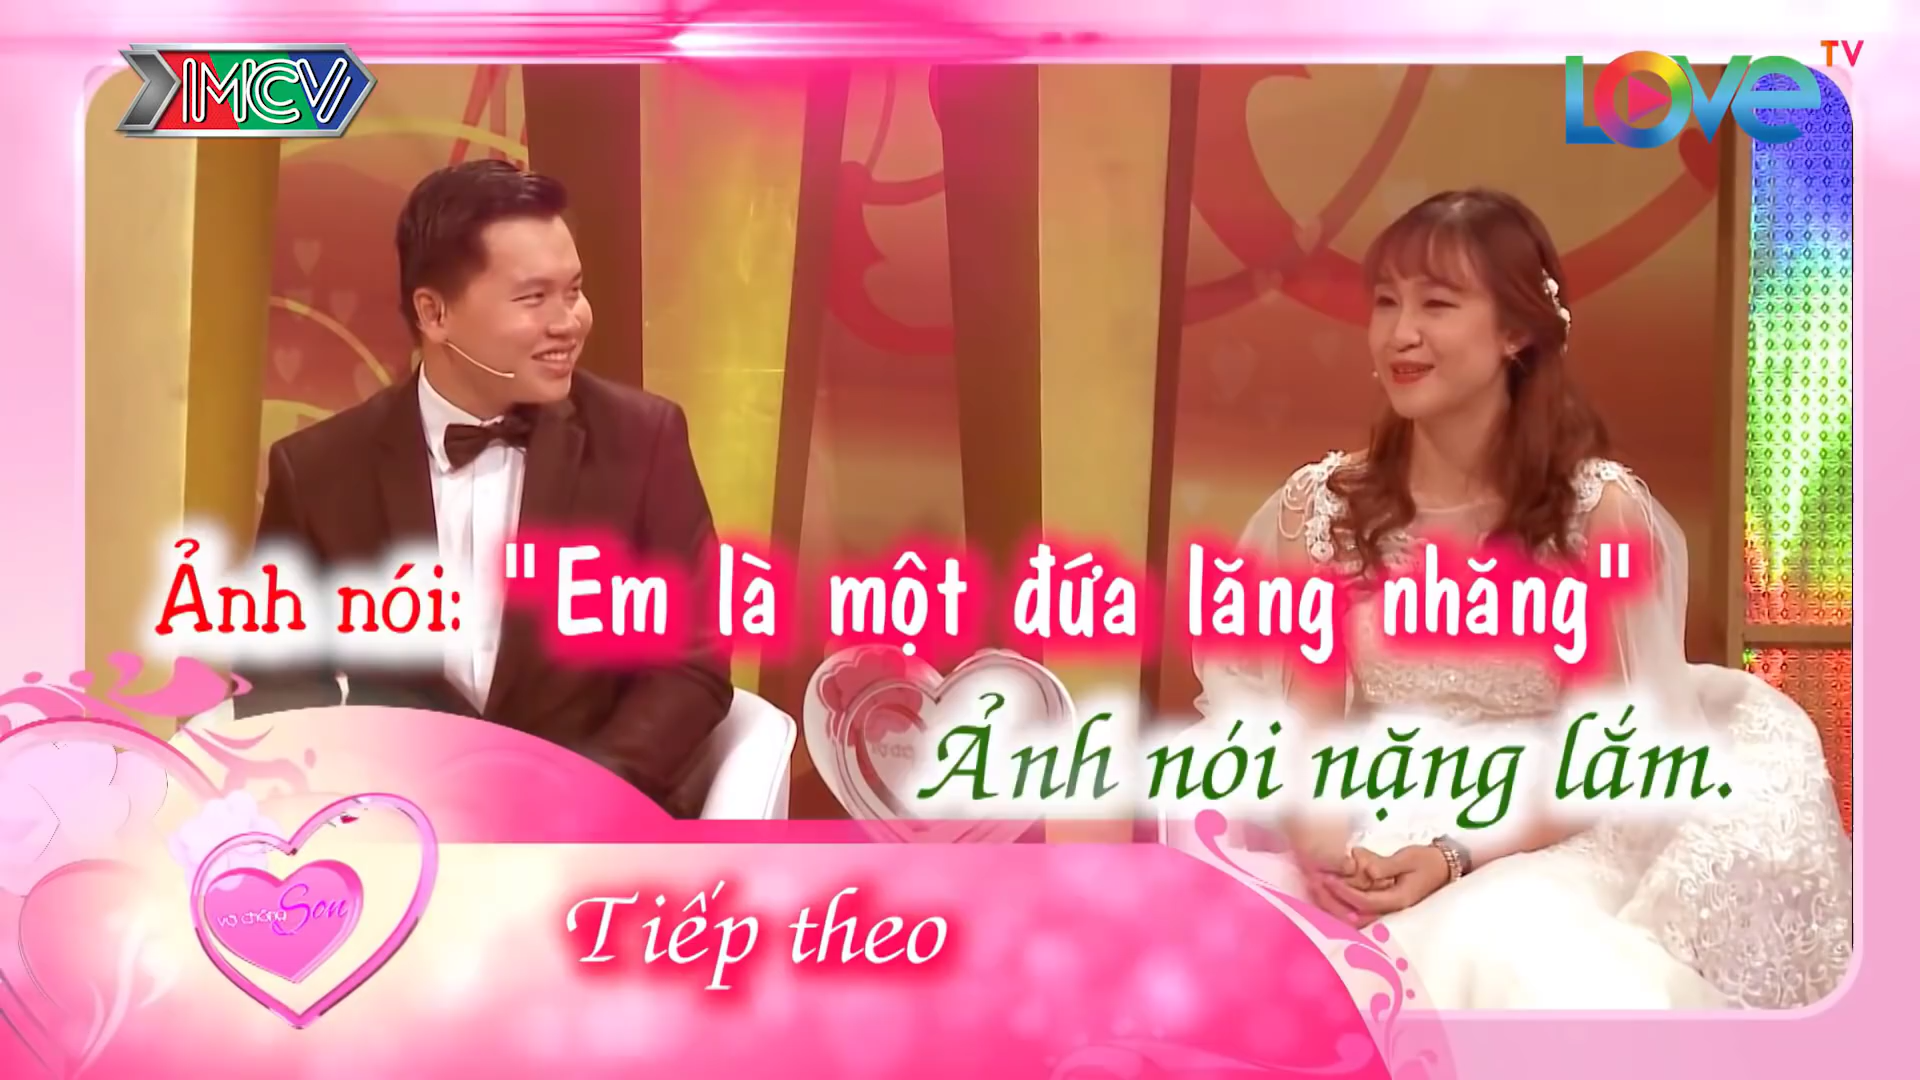 MCV
LOVE TV
Ảnh nói: "Em là một đứa lăng nhăng"
Ảnh nói nặng lắm.
vợ chồng Son
Tiếp theo